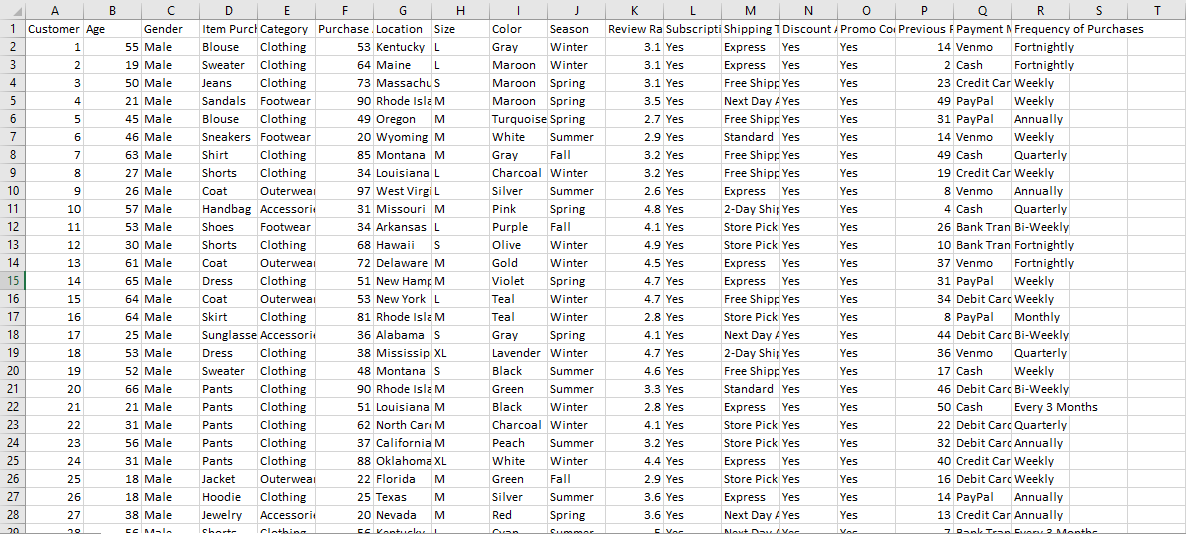 A B C D E F G H I J K L M N O P Q R S T
1 Customer Age Gender Item Purch Category Purchase Location Size Color Season Review Ra Subscripti Shipping T Discount A Promo Co Previous P Payment M Frequency of Purchases
2 1 55 Male Blouse Clothing 53 Kentucky L Gray Winter 3.1 Yes Express Yes Yes 14 Venmo Fortnightly
3 2 19 Male Sweater Clothing 64 Maine L Maroon Winter 3.1 Yes Express Yes Yes 2 Cash Fortnightly
4 3 50 Male Jeans Clothing 73 Massachu S Maroon Spring 3.1 Yes Free Shipp Yes Yes 23 Credit Car Weekly
5 4 21 Male Sandals Footwear 90 Rhode Isla M Maroon Spring 3.5 Yes Next Day A Yes Yes 49 PayPal Weekly
6 5 45 Male Blouse Clothing 49 Oregon M Turquoise Spring 2.7 Yes Free Shipp Yes Yes 31 PayPal Annually
7 6 46 Male Sneakers Footwear 20 Wyoming M White Summer 2.9 Yes Standard Yes Yes 14 Venmo Weekly
8 7 63 Male Shirt Clothing 85 Montana M Gray Fall 3.2 Yes Free Shipp Yes Yes 49 Cash Quarterly
9 8 27 Male Shorts Clothing 34 Louisiana L Charcoal Winter 3.2 Yes Free Shipp Yes Yes 19 Credit Car Weekly
10 9 26 Male Coat Outerwear 97 West Virgi L Silver Summer 2.6 Yes Express Yes Yes 8 Venmo Annually
11 10 57 Male Handbag Accessori 31 Missouri M Pink Spring 4.8 Yes 2-Day Ship Yes Yes 4 Cash Quarterly
12 11 53 Male Shoes Footwear 34 Arkansas L Purple Fall 4.1 Yes Store Pick Yes Yes 26 Bank Tran Bi-Weekly
13 12 30 Male Shorts Clothing 68 Hawaii S Olive Winter 4.9 Yes Store Pick Yes Yes 10 Bank Tran Fortnightly
14 13 61 Male Coat Outerwear 72 Delaware M Gold Winter 4.5 Yes Express Yes Yes 37 Venmo Fortnightly
15 14 65 Male Dress Clothing 51 New Hamp M Violet Spring 4.7 Yes Express Yes Yes 31 PayPal Weekly
16 15 64 Male Coat Outerwear 53 New York L Teal Winter 4.7 Yes Free Shipp Yes Yes 34 Debit Card Weekly
17 16 64 Male Skirt Clothing 81 Rhode Isla M Teal Winter 2.8 Yes Store Pick Yes Yes 8 PayPal Monthly
18 17 25 Male Sunglasse Accessori 36 Alabama S Gray Spring 4.1 Yes Next Day A Yes Yes 44 Debit Card Bi-Weekly
19 18 53 Male Dress Clothing 38 Mississip XL Lavender Winter 4.7 Yes 2-Day Ship Yes Yes 36 Venmo Quarterly
20 19 52 Male Sweater Clothing 48 Montana S Black Summer 4.6 Yes Free Shipp Yes Yes 17 Cash Weekly
21 20 66 Male Pants Clothing 90 Rhode Isla M Green Summer 3.3 Yes Standard Yes Yes 46 Debit Card Bi-Weekly
22 21 21 Male Pants Clothing 51 Louisiana M Black Winter 2.8 Yes Express Yes Yes 50 Cash Every 3 Months
23 22 31 Male Pants Clothing 62 North Car M Charcoal Winter 4.1 Yes Store Pick Yes Yes 22 Debit Card Quarterly
24 23 56 Male Pants Clothing 37 California M Peach Summer 3.2 Yes Store Pick Yes Yes 32 Debit Card Annually
25 24 31 Male Pants Clothing 88 Oklahoma XL White Winter 4.4 Yes Express Yes Yes 40 Credit Car Weekly
26 25 18 Male Jacket Outerwear 22 Florida M Green Fall 2.9 Yes Store Pick Yes Yes 16 Debit Card Weekly
27 26 18 Male Hoodie Clothing 25 Texas M Silver Summer 3.6 Yes Express Yes Yes 14 PayPal Annually
28 27 38 Male Jewelry Accessori 20 Nevada M Red Spring 3.6 Yes Next Day A Yes Yes 13 Credit Car Annually
29 28 56 Male Shorts Clothing 56 Kentucky L Cyan Summer 5 Yes Next Day A Yes Yes 7 Bank Tran Every 3 Months